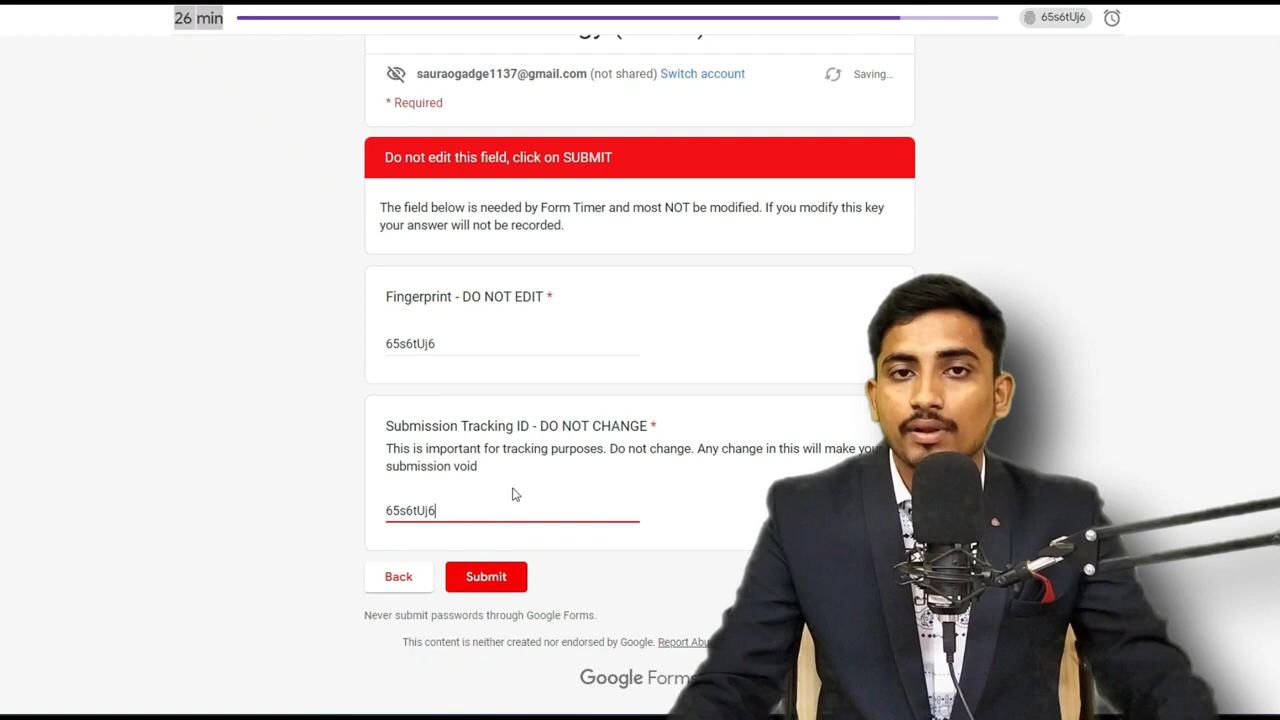 26 min
65s6tUj6
sauraogadge1137@gmail.com (not shared) Switch account
Saving...
* Required
Do not edit this field, click on SUBMIT
The field below is needed by Form Timer and most NOT be modified. If you modify this key
your answer will not be recorded.
Fingerprint - DO NOT EDIT *
65s6tUj6
Submission Tracking ID - DO NOT CHANGE *
This is important for tracking purposes. Do not change. Any change in this will make your
submission void
65s6tUj6
Back
Submit
Never submit passwords through Google Forms.
This content is neither created nor endorsed by Google. Report
Google Forms